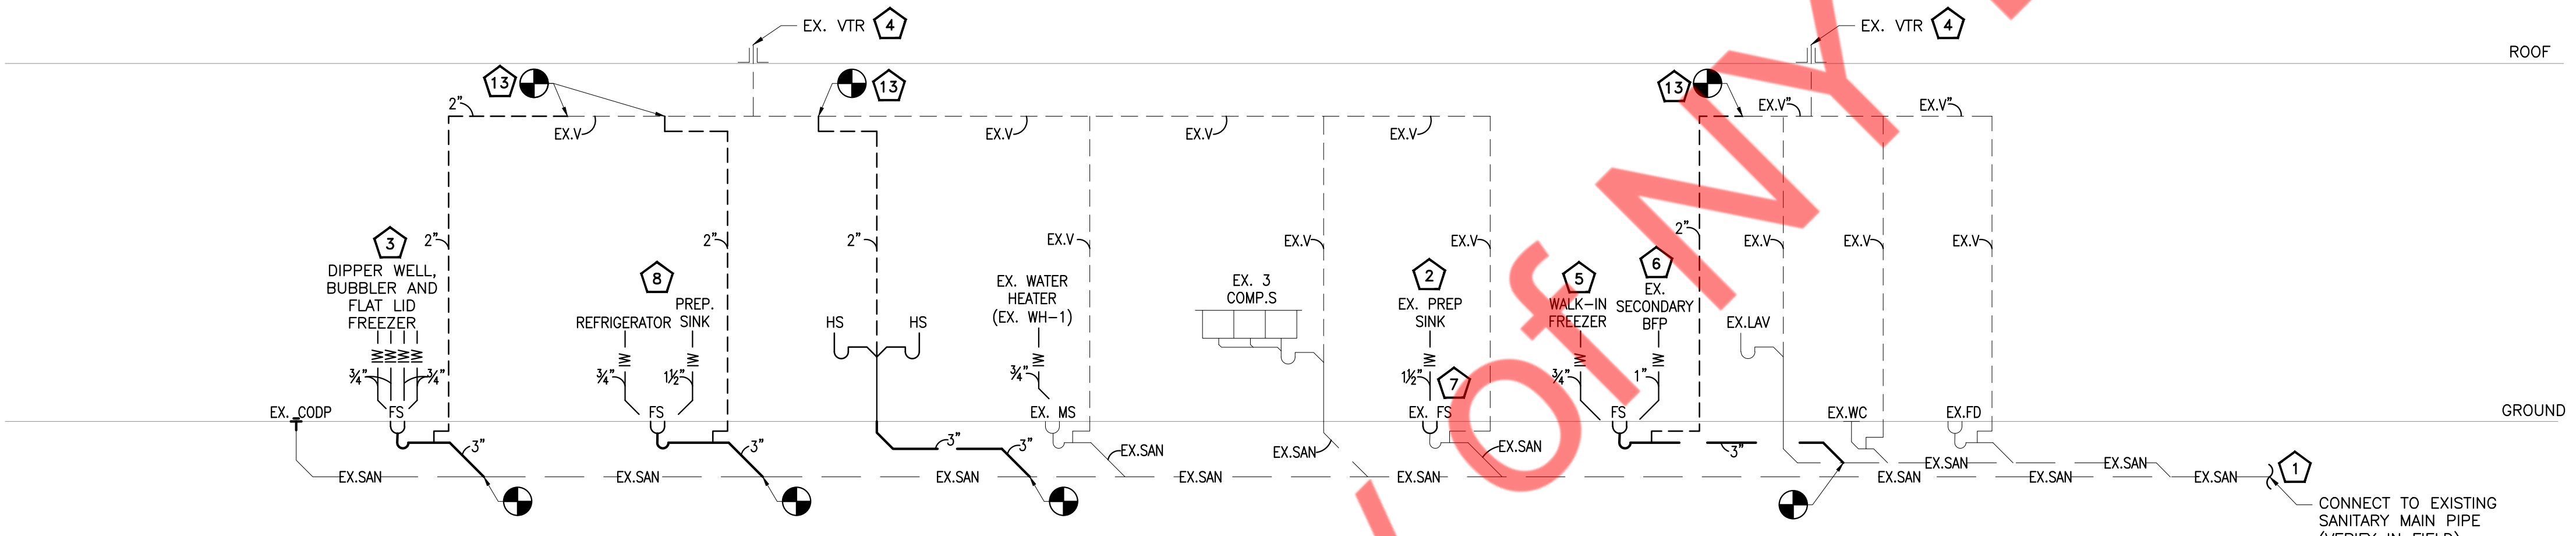 EX. VTR 4
EX. VTR 4
ROOF
13
13
13
2"
EX.V
EX.V
EX.V
EX.V
EX.V"
EX.V"
3
2"
2"
2"
EX.V
EX.V
EX.V
2"
EX.V
EX.V
EX.V
DIPPER WELL,
BUBBLER AND
FLAT LID
FREEZER
8
REFRIGERATOR
PREP.
SINK
HS
HS
EX. WATER
HEATER
(EX. WH-1)
EX. 3
COMP.S
2
EX. PREP
SINK
5
WALK-IN
FREEZER
6
EX.
SECONDARY
BFP
EX.LAV
3/4"
3/4"
3/4"
1½"
3/4"
1½"
7
3/4"
1"
EX. CODP
FS
FS
EX. MS
EX. FS
FS
EX.WC
EX.FD
GROUND
3"
3"
3"
3"
EX.SAN
EX.SAN
EX.SAN
3"
EX.SAN
EX.SAN
EX.SAN
EX.SAN
EX.SAN
EX.SAN
EX.SAN
EX.SAN
EX.SAN
EX.SAN
EX.SAN
1
CONNECT TO EXISTING
SANITARY MAIN PIPE
(VERIFY IN FIELD)
of NY